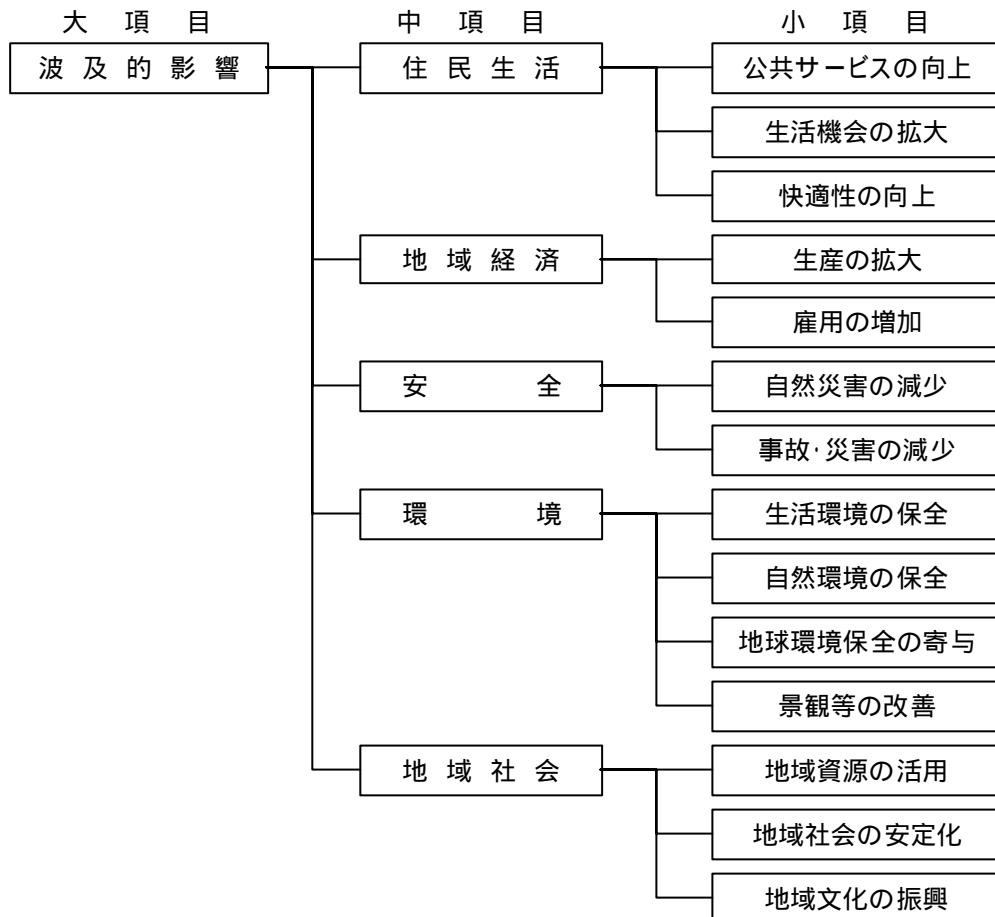 大項目 中項目 小項目
波及的影響 住民生活 公共サービスの向上
生活機会の拡大
快適性の向上
地域経済 生産の拡大
雇用の増加
安全 自然災害の減少
事故・災害の減少
環境 生活環境の保全
自然環境の保全
地球環境保全の寄与
景観等の改善
地域社会 地域資源の活用
地域社会の安定化
地域文化の振興